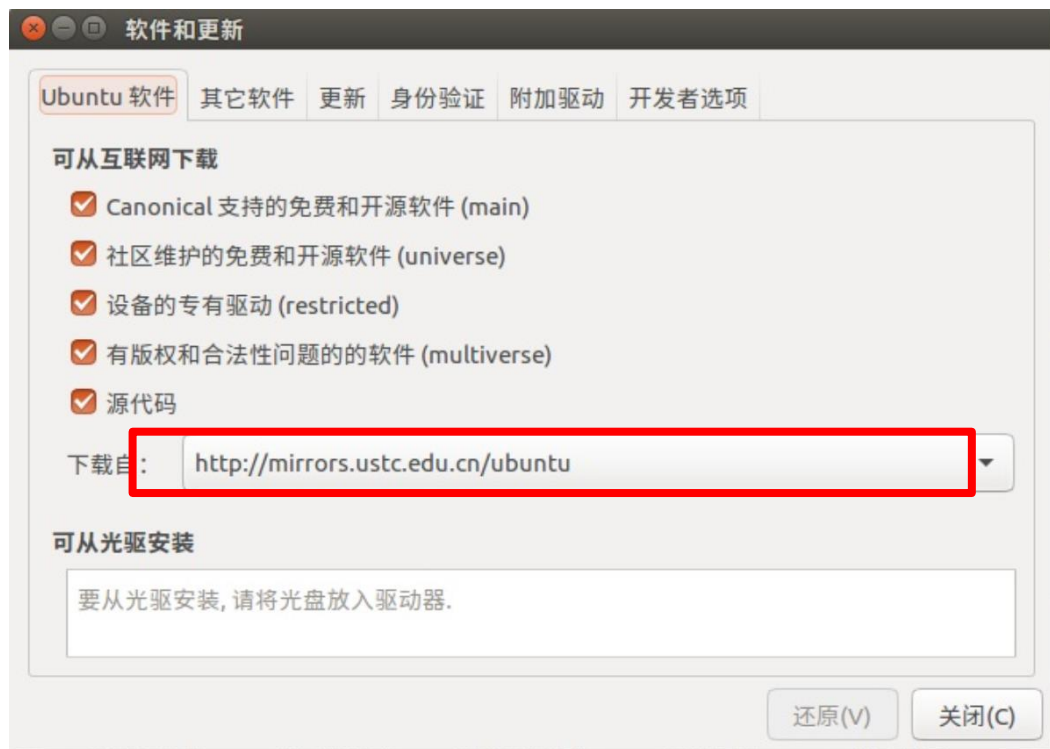 软件和更新
Ubuntu 软件 其它软件 更新 身份验证 附加驱动 开发者选项
可从互联网下载
Canonical 支持的免费和开源软件 (main)
社区维护的免费和开源软件 (universe)
设备的专有驱动 (restricted)
有版权和合法性问题的的软件 (multiverse)
源代码
下载自: http://mirrors.ustc.edu.cn/ubuntu
可从光驱安装
要从光驱安装, 请将光盘放入驱动器.
还原(V) 关闭(C)